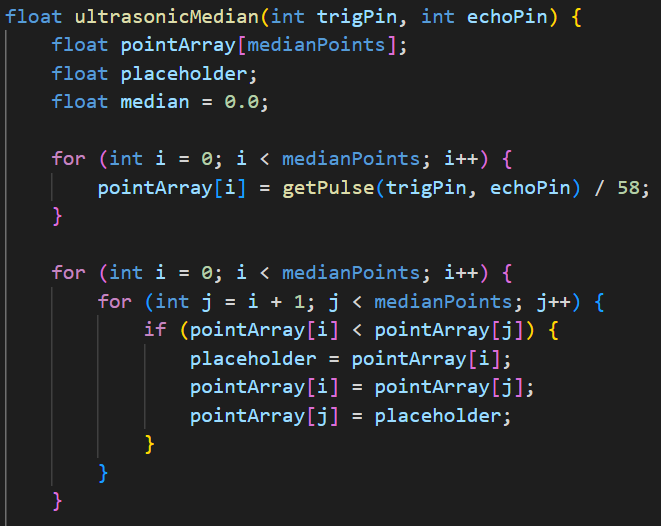 float ultrasonicMedian(int trigPin, int echoPin) {
    float pointArray[medianPoints];
    float placeholder;
    float median = 0.0;

    for (int i = 0; i < medianPoints; i++) {
        pointArray[i] = getPulse(trigPin, echoPin) / 58;
    }

    for (int i = 0; i < medianPoints; i++) {
        for (int j = i + 1; j < medianPoints; j++) {
            if (pointArray[i] < pointArray[j]) {
                placeholder = pointArray[i];
                pointArray[i] = pointArray[j];
                pointArray[j] = placeholder;
            }
        }
    }